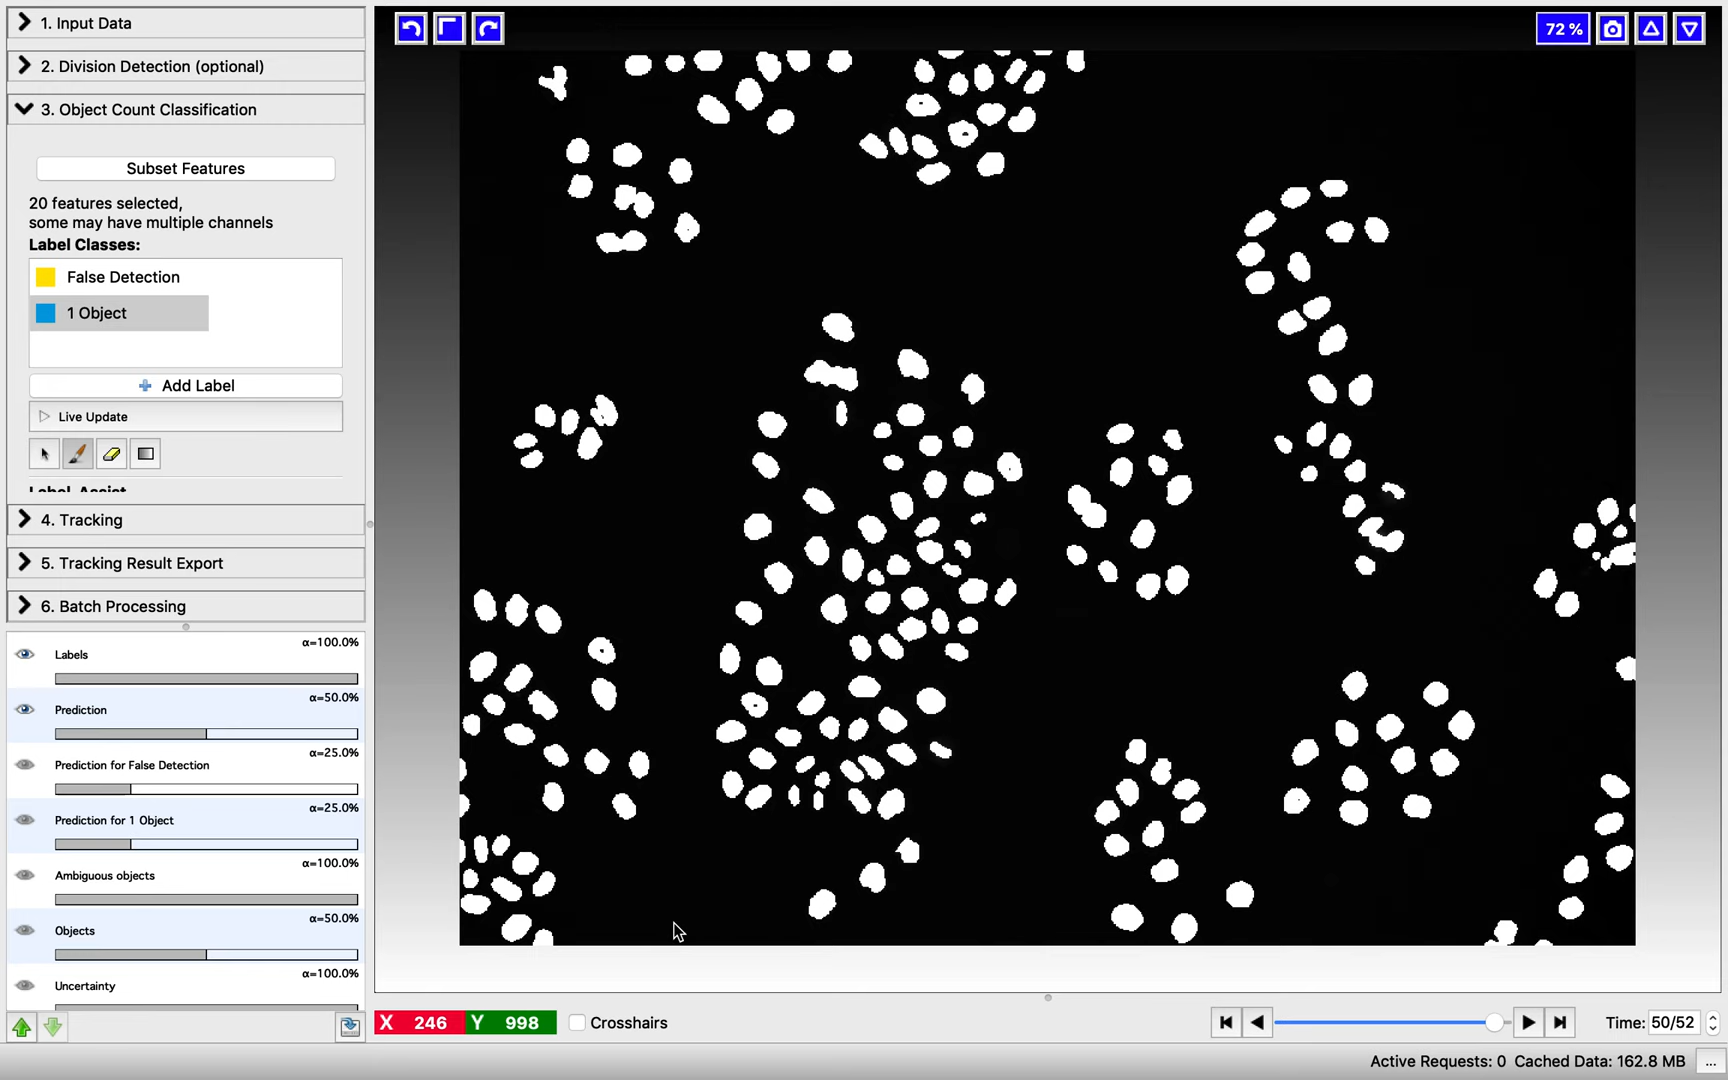 1. Input Data
2. Division Detection (optional)
3. Object Count Classification
Subset Features
20 features selected,
some may have multiple channels
Label Classes:
False Detection
1 Object
Add Label
Live Update
Label Assist
4. Tracking
5. Tracking Result Export
6. Batch Processing
α=100.0%
Labels
α=50.0%
Prediction
α=25.0%
Prediction for False Detection
α=25.0%
Prediction for 1 Object
α=100.0%
Ambiguous objects
α=50.0%
Objects
α=100.0%
Uncertainty
72 %
X 246 Y 998 Crosshairs
Time: 50/52
Active Requests: 0 Cached Data: 162.8 MB ...